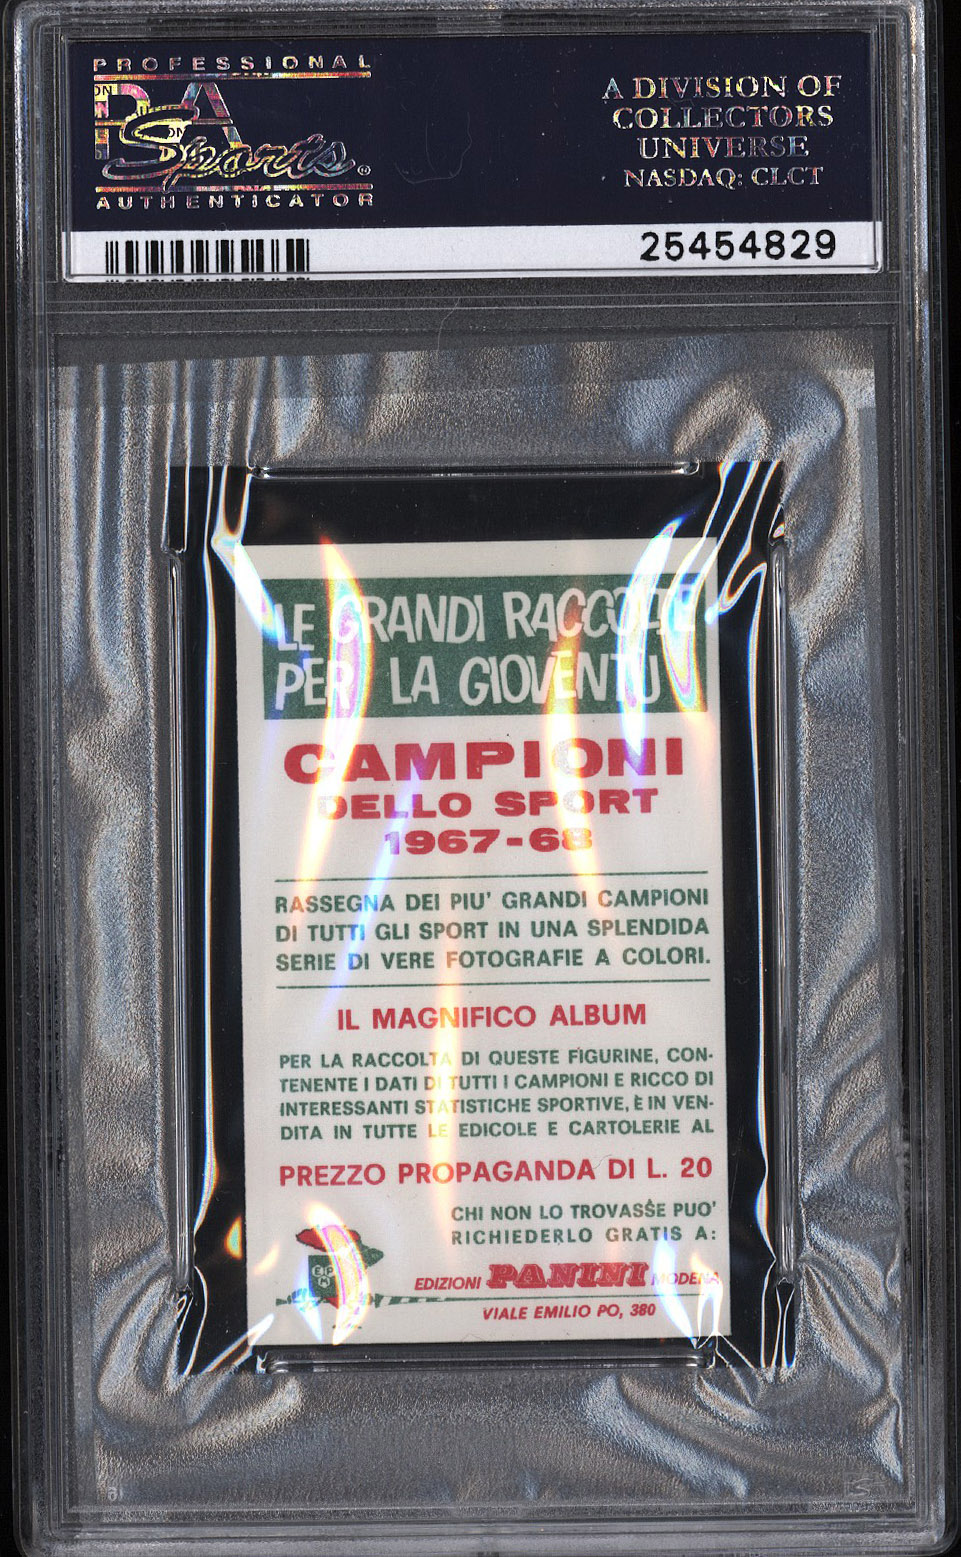 PROFESSIONAL
PSA
Sports®
AUTHENTICATOR
A DIVISION OF
COLLECTORS
UNIVERSE
NASDAQ: CLCT
25454829
LE GRANDI RACCOLTE
PER LA GIOVENTU
CAMPIONI
DELLO SPORT
1967-68
RASSEGNA DEI PIU' GRANDI CAMPIONI
DI TUTTI GLI SPORT IN UNA SPLENDIDA
SERIE DI VERE FOTOGRAFIE A COLORI.
IL MAGNIFICO ALBUM
PER LA RACCOLTA DI QUESTE FIGURINE, CON-
TENENTE I DATI DI TUTTI I CAMPIONI E RICCO DI
INTERESSANTI STATISTICHE SPORTIVE, È IN VEN-
DITA IN TUTTE LE EDICOLE E CARTOLERIE AL
PREZZO PROPAGANDA DI L. 20
CHI NON LO TROVASSE PUO'
RICHIEDERLO GRATIS A:
EPM
EDIZIONI PANINI MODENA
VIALE EMILIO PO, 380